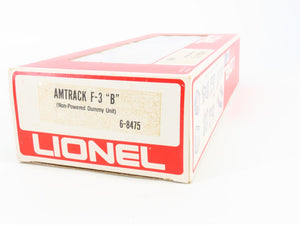 AMTRACK F-3 "B"
(Non-Powered Dummy Unit)
6-8475
LIONEL